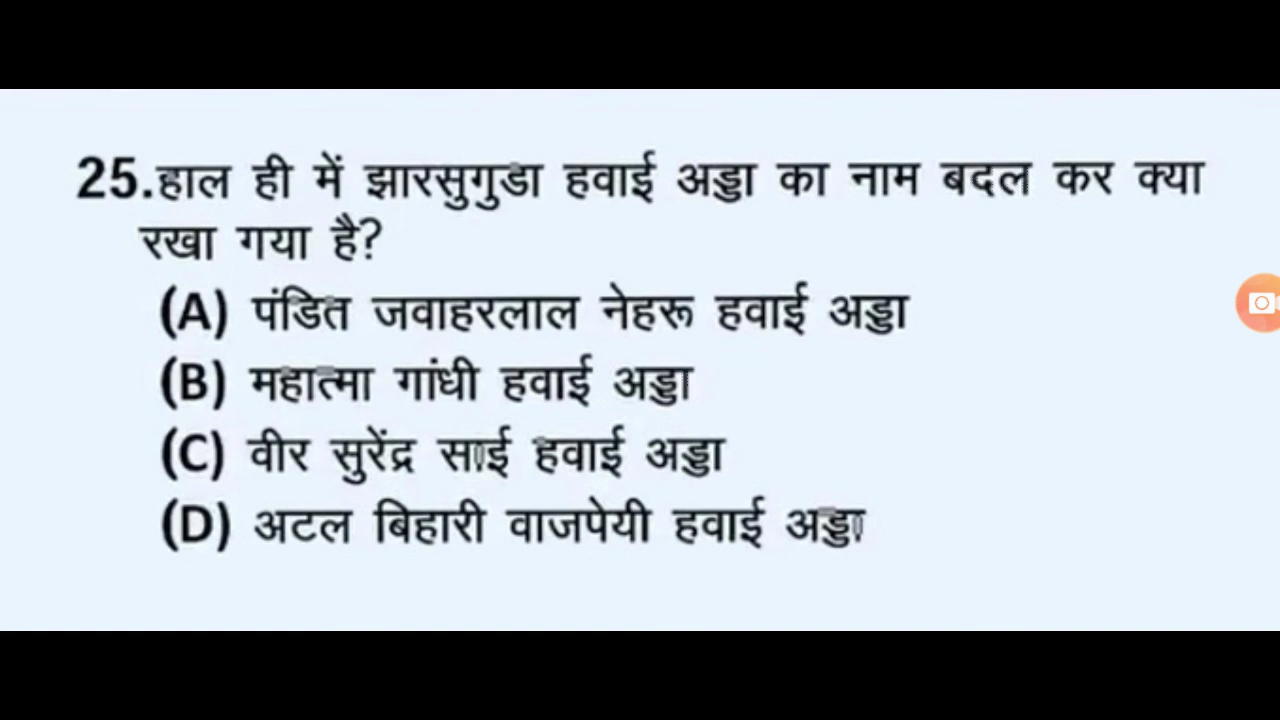 25.हाल ही में झारसुगुडा हवाई अड्डा का नाम बदल कर क्या
रखा गया है?
(A) पंडित जवाहरलाल नेहरू हवाई अड्डा
(B) महात्मा गांधी हवाई अड्डा
(C) वीर सुरेंद्र साई हवाई अड्डा
(D) अटल बिहारी वाजपेयी हवाई अड्डा